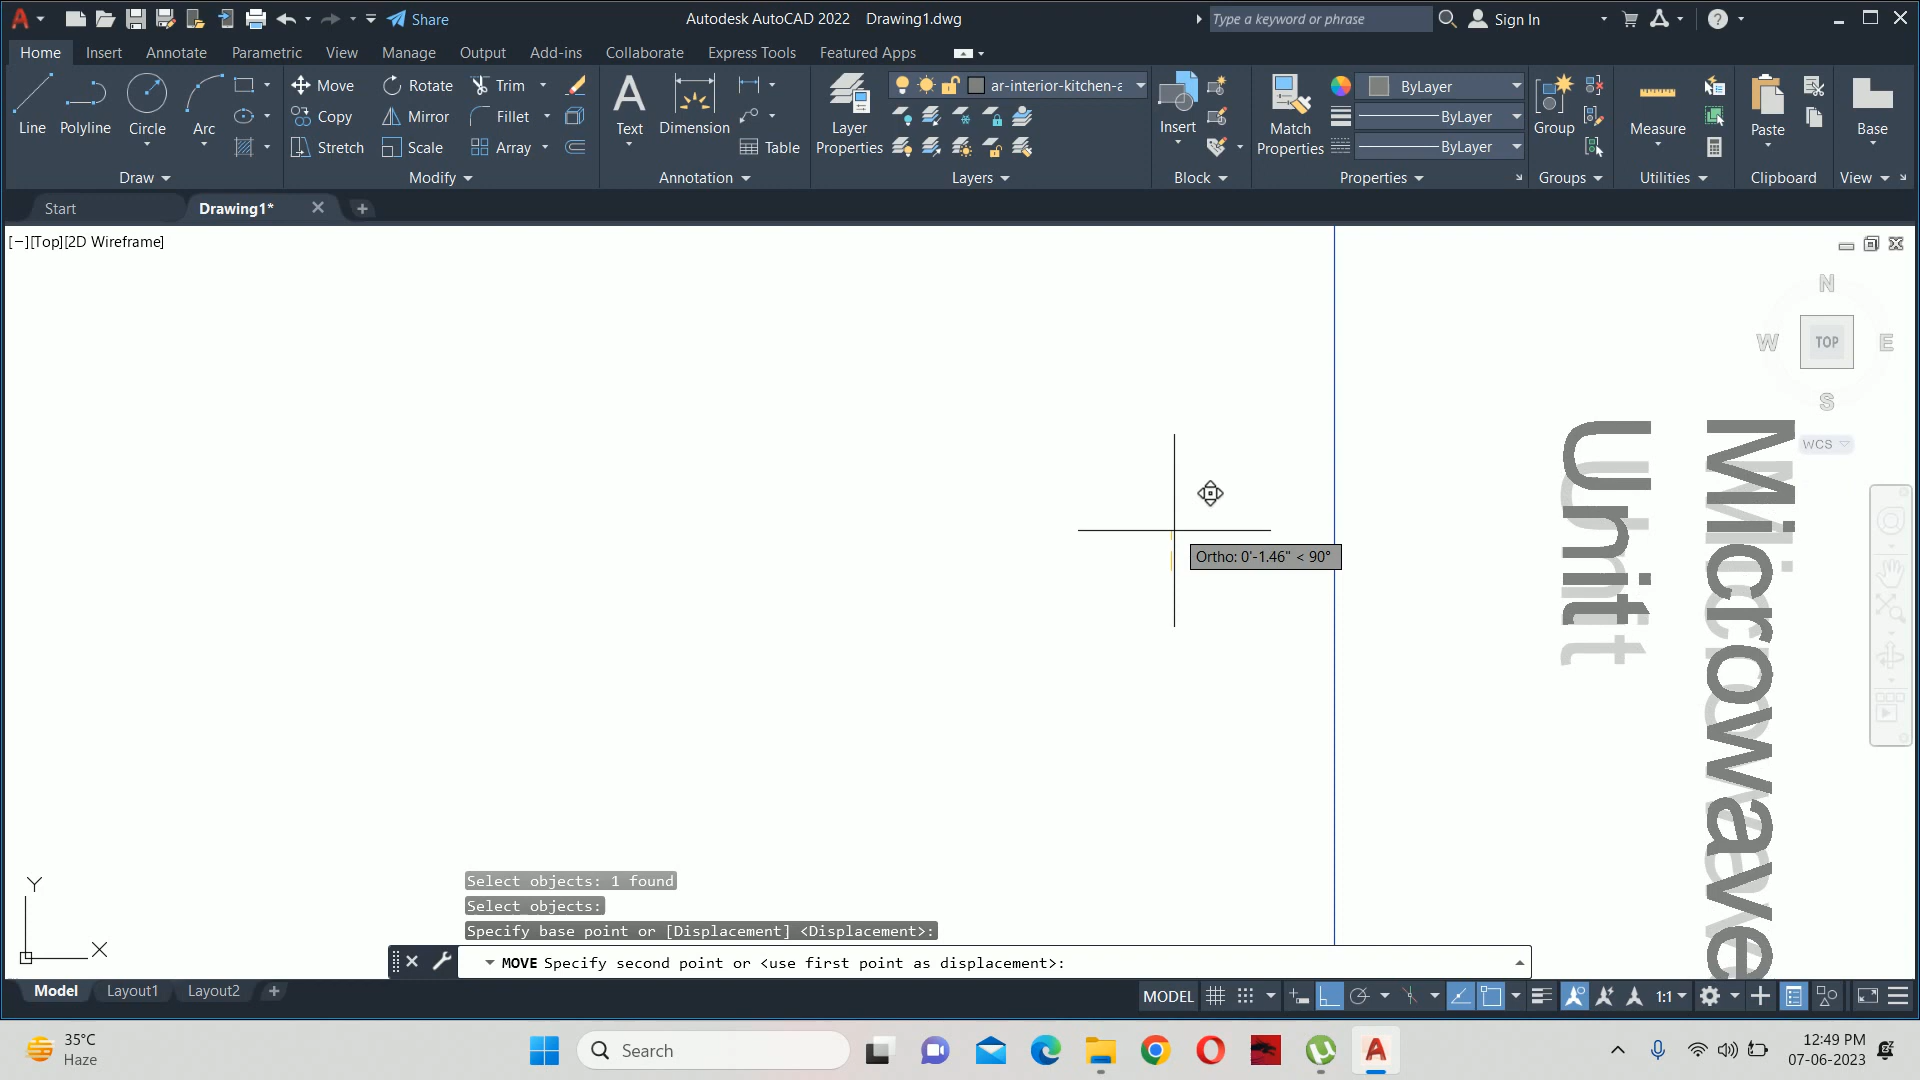 Share
Autodesk AutoCAD 2022 Drawing1.dwg
Type a keyword or phrase
Sign In
Home Insert Annotate Parametric View Manage Output Add-ins Collaborate Express Tools Featured Apps
Line Polyline Circle Arc
Move Rotate Trim
Copy Mirror Fillet
Stretch Scale Array
Text Dimension Table
Layer Properties
ar-interior-kitchen-a
Insert
Match Properties
ByLayer
ByLayer
ByLayer
Group
Measure
Paste
Base
Draw Modify Annotation Layers Block Properties Groups Utilities Clipboard View
Start Drawing1* +
[−][Top][2D Wireframe]
N
W TOP E
S
WCS
Ortho: 0'-1.46" < 90°
Microwave
Unit
Y
X
Select objects: 1 found
Select objects:
Specify base point or [Displacement] <Displacement>:
MOVE Specify second point or <use first point as displacement>:
Model Layout1 Layout2 +
MODEL 1:1
35°C
Haze
Search
12:49 PM
07-06-2023